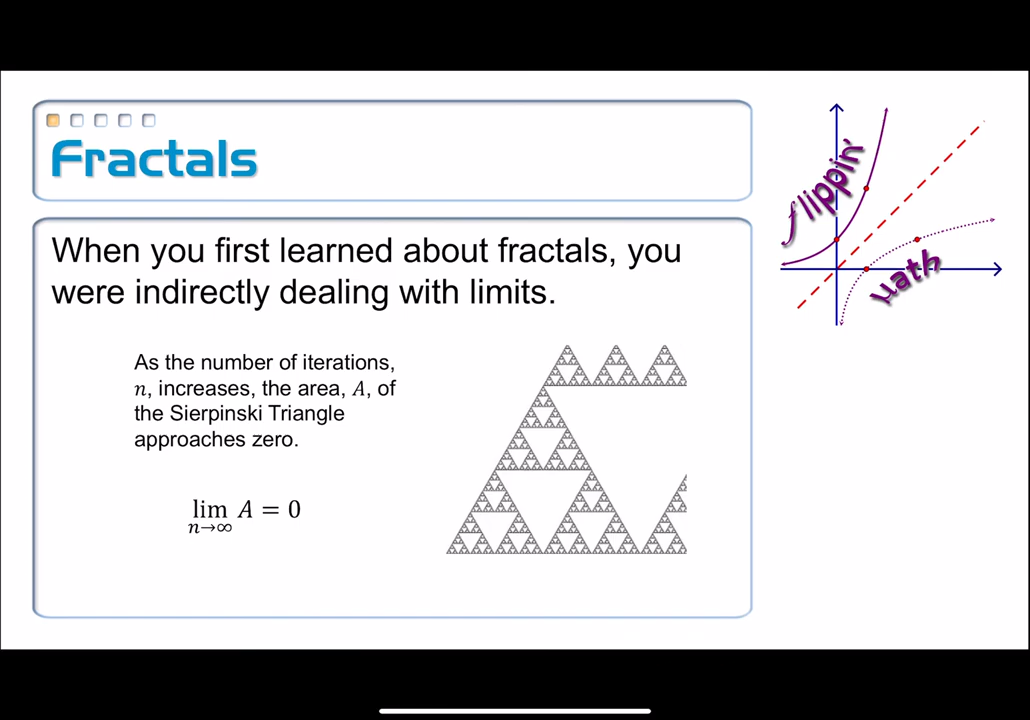 Fractals
When you first learned about fractals, you
were indirectly dealing with limits.
As the number of iterations,
n, increases, the area, A, of
the Sierpinski Triangle
approaches zero.
lim A = 0
n→∞
flippin'
math